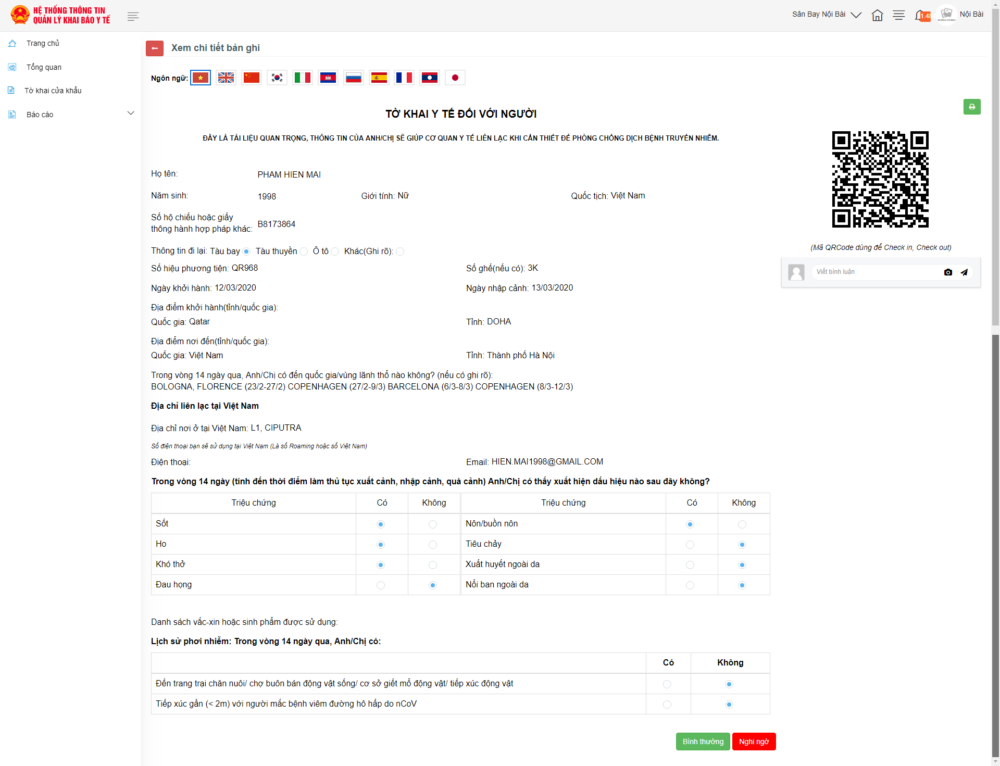 HỆ THỐNG THÔNG TIN
QUẢN LÝ KHAI BÁO Y TẾ
Sân Bay Nội Bài
1.48
KHÔNG CÓ ẢNH
Nội Bài
Trang chủ
Tổng quan
Tờ khai cửa khẩu
Báo cáo
Xem chi tiết bản ghi
Ngôn ngữ:
TỜ KHAI Y TẾ ĐỐI VỚI NGƯỜI
ĐÂY LÀ TÀI LIỆU QUAN TRỌNG, THÔNG TIN CỦA ANH/CHỊ SẼ GIÚP CƠ QUAN Y TẾ LIÊN LẠC KHI CẦN THIẾT ĐỂ PHÒNG CHỐNG DỊCH BỆNH TRUYỀN NHIỄM.
Họ tên: PHAM HIEN MAI
Năm sinh: 1998 Giới tính: Nữ Quốc tịch: Việt Nam
Số hộ chiếu hoặc giấy
thông hành hợp pháp khác: B8173864
Thông tin đi lại: Tàu bay Tàu thuyền Ô tô Khác(Ghi rõ):
Số hiệu phương tiện: QR968 Số ghế(nếu có): 3K
Ngày khởi hành: 12/03/2020 Ngày nhập cảnh: 13/03/2020
Địa điểm khởi hành(tỉnh/quốc gia):
Quốc gia: Qatar Tỉnh: DOHA
Địa điểm nơi đến(tỉnh/quốc gia):
Quốc gia: Việt Nam Tỉnh: Thành phố Hà Nội
Trong vòng 14 ngày qua, Anh/Chị có đến quốc gia/vùng lãnh thổ nào không? (nếu có ghi rõ):
BOLOGNA, FLORENCE (23/2-27/2) COPENHAGEN (27/2-9/3) BARCELONA (6/3-8/3) COPENHAGEN (8/3-12/3)
Địa chỉ liên lạc tại Việt Nam
Địa chỉ nơi ở tại Việt Nam: L1, CIPUTRA
Số điện thoại bạn sẽ sử dụng tại Việt Nam (Là số Roaming hoặc số Việt Nam)
Điện thoại: Email: HIEN.MAI1998@GMAIL.COM
Trong vòng 14 ngày (tính đến thời điểm làm thủ tục xuất cảnh, nhập cảnh, quá cảnh) Anh/Chị có thấy xuất hiện dấu hiệu nào sau đây không?
Triệu chứng Có Không Triệu chứng Có Không
Sốt Nôn/buồn nôn
Ho Tiêu chảy
Khó thở Xuất huyết ngoài da
Đau họng Nổi ban ngoài da
Danh sách vắc-xin hoặc sinh phẩm được sử dụng:
Lịch sử phơi nhiễm: Trong vòng 14 ngày qua, Anh/Chị có:
Có Không
Đến trang trại chăn nuôi/ chợ buôn bán động vật sống/ cơ sở giết mổ động vật/ tiếp xúc động vật
Tiếp xúc gần (< 2m) với người mắc bệnh viêm đường hô hấp do nCoV
Bình thường Nghi ngờ
(Mã QRCode dùng để Check in, Check out)
Viết bình luận